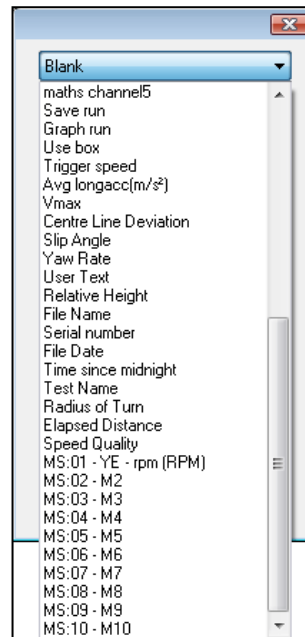 Blank
maths channel5
Save run
Graph run
Use box
Trigger speed
Avg longacc(m/s²)
Vmax
Centre Line Deviation
Slip Angle
Yaw Rate
User Text
Relative Height
File Name
Serial number
File Date
Time since midnight
Test Name
Radius of Turn
Elapsed Distance
Speed Quality
MS:01 - YE - rpm (RPM)
MS:02 - M2
MS:03 - M3
MS:04 - M4
MS:05 - M5
MS:06 - M6
MS:07 - M7
MS:08 - M8
MS:09 - M9
MS:10 - M10